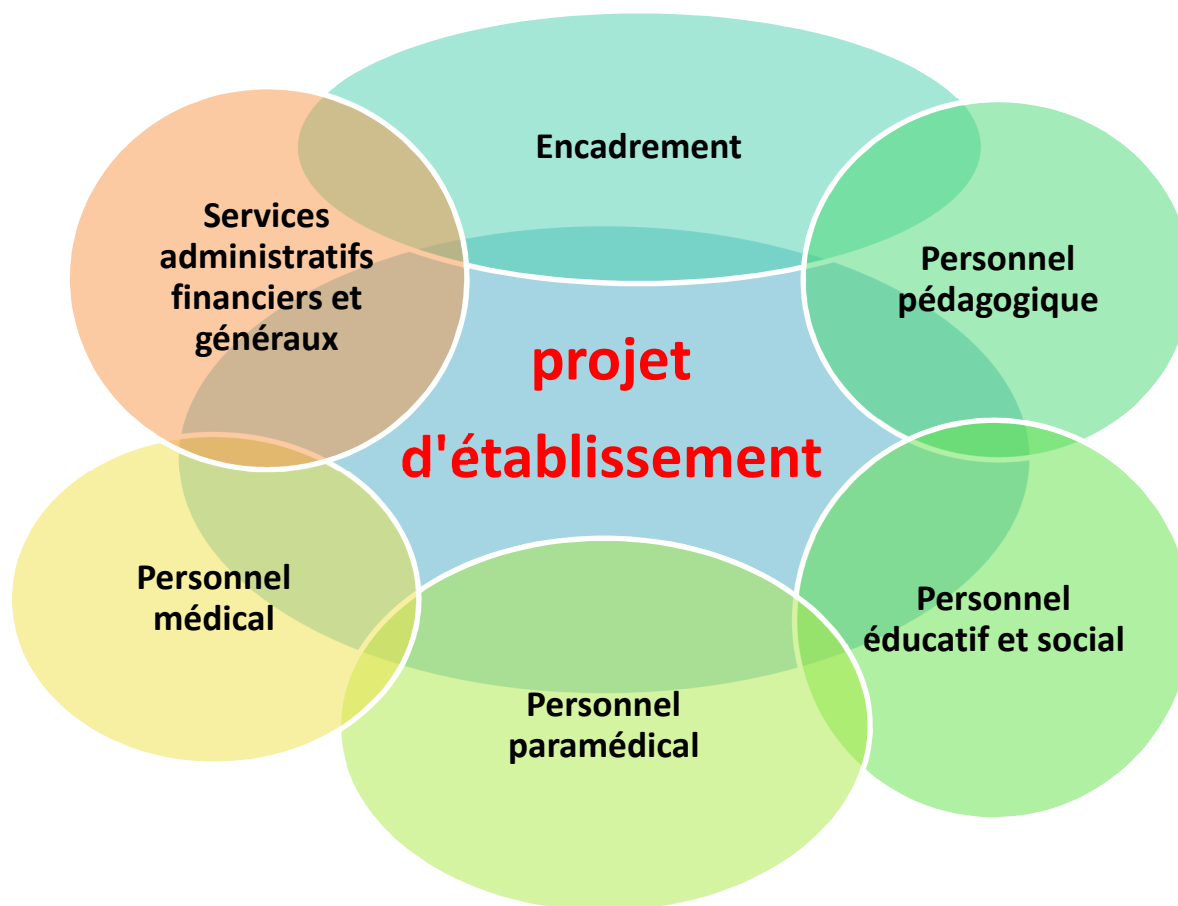 Encadrement
Services
administratifs
financiers et
généraux
Personnel
pédagogique
projet
d'établissement
Personnel
médical
Personnel
éducatif et social
Personnel
paramédical